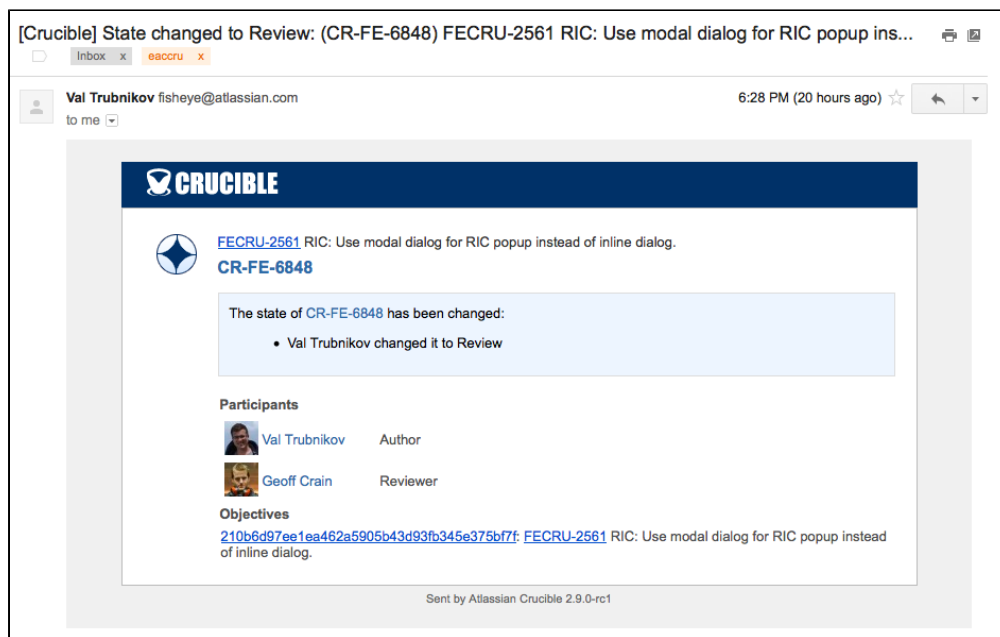 [Crucible] State changed to Review: (CR-FE-6848) FECRU-2561 RIC: Use modal dialog for RIC popup ins...
Inbox x eaccru x
Val Trubnikov fisheye@atlassian.com 6:28 PM (20 hours ago)
to me
CRUCIBLE
FECRU-2561 RIC: Use modal dialog for RIC popup instead of inline dialog.
CR-FE-6848
The state of CR-FE-6848 has been changed:
• Val Trubnikov changed it to Review
Participants
Val Trubnikov Author
Geoff Crain Reviewer
Objectives
210b6d97ee1ea462a5905b43d93fb345e375bf7f: FECRU-2561 RIC: Use modal dialog for RIC popup instead
of inline dialog.
Sent by Atlassian Crucible 2.9.0-rc1